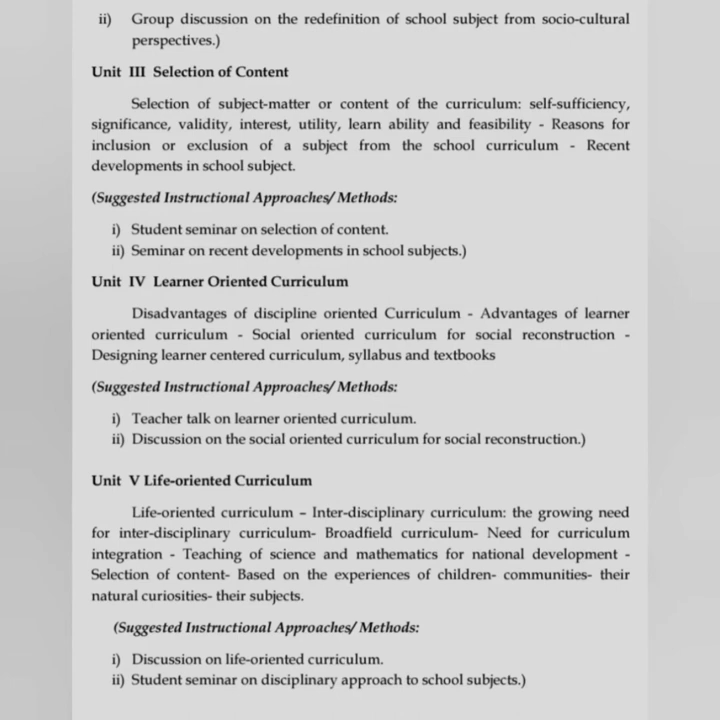 ii) Group discussion on the redefinition of school subject from socio-cultural
perspectives.)
Unit III Selection of Content
Selection of subject-matter or content of the curriculum: self-sufficiency,
significance, validity, interest, utility, learn ability and feasibility - Reasons for
inclusion or exclusion of a subject from the school curriculum - Recent
developments in school subject.
(Suggested Instructional Approaches/ Methods:
i) Student seminar on selection of content.
ii) Seminar on recent developments in school subjects.)
Unit IV Learner Oriented Curriculum
Disadvantages of discipline oriented Curriculum - Advantages of learner
oriented curriculum - Social oriented curriculum for social reconstruction -
Designing learner centered curriculum, syllabus and textbooks
(Suggested Instructional Approaches/ Methods:
i) Teacher talk on learner oriented curriculum.
ii) Discussion on the social oriented curriculum for social reconstruction.)
Unit V Life-oriented Curriculum
Life-oriented curriculum – Inter-disciplinary curriculum: the growing need
for inter-disciplinary curriculum- Broadfield curriculum- Need for curriculum
integration - Teaching of science and mathematics for national development -
Selection of content- Based on the experiences of children- communities- their
natural curiosities- their subjects.
(Suggested Instructional Approaches/ Methods:
i) Discussion on life-oriented curriculum.
ii) Student seminar on disciplinary approach to school subjects.)